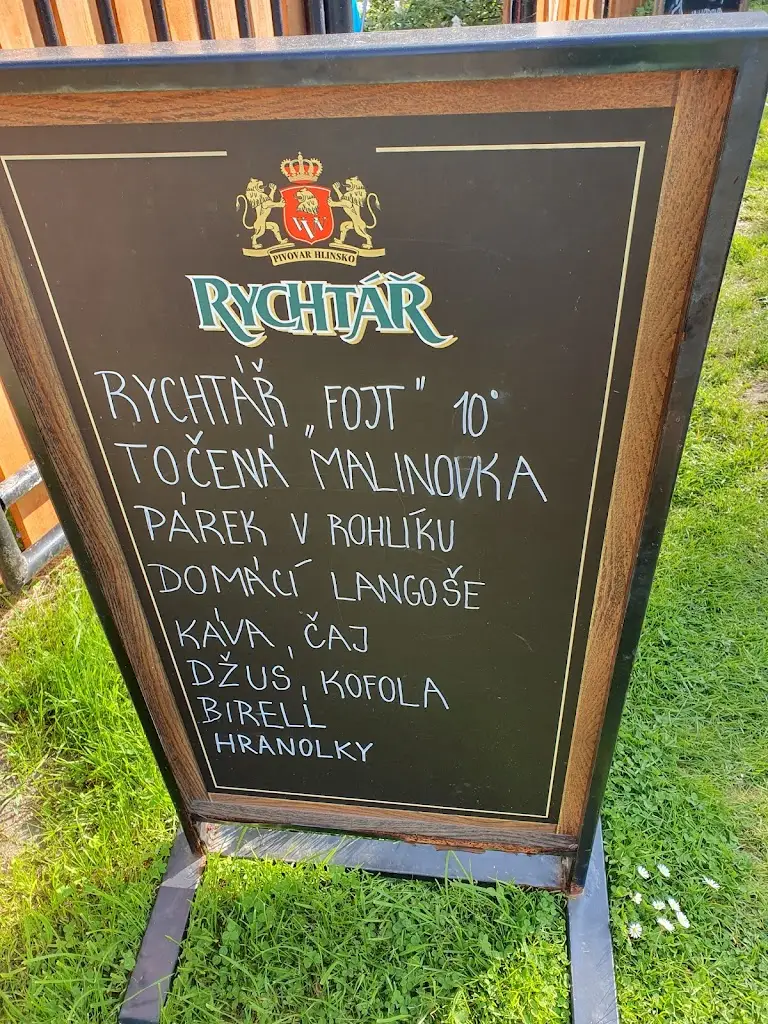 PIVOVAR HLINSKO
RYCHTÁŘ
RYCHTÁŘ „FOJT" 10°
TOČENÁ MALINOVKA
PÁREK V ROHLÍKU
DOMÁCÍ LANGOŠE
KÁVA, ČAJ
DŽUS, KOFOLA
BIRELL
HRANOLKY